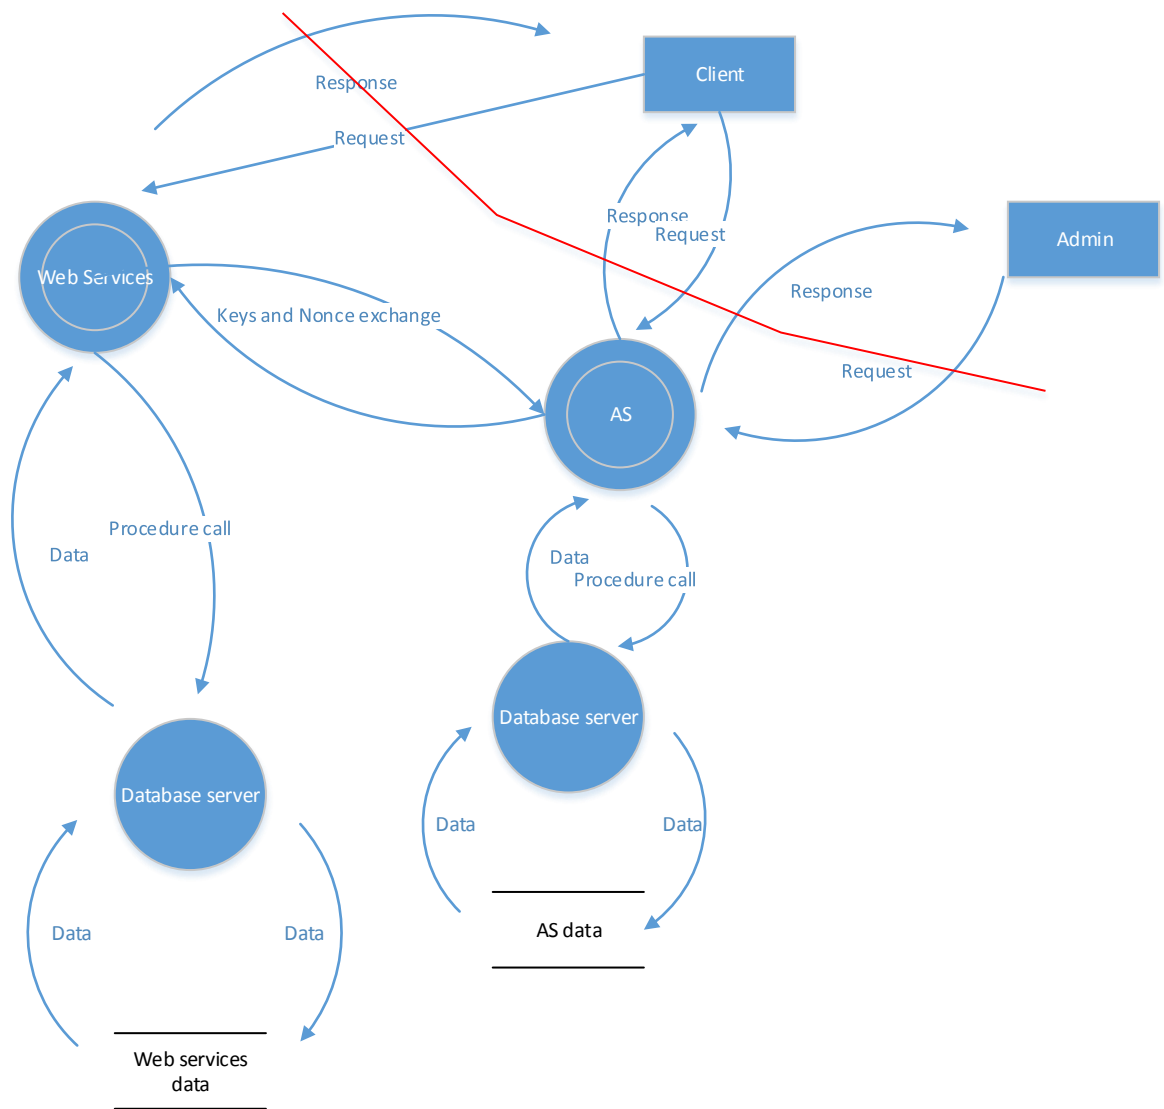 Client
Response
Request
Response
Request
Admin
Web Services
Response
Keys and Nonce exchange
Request
AS
Procedure call
Data
Data
Procedure call
Database server
Database server
Data
Data
Data
Data
AS data
Web services
data